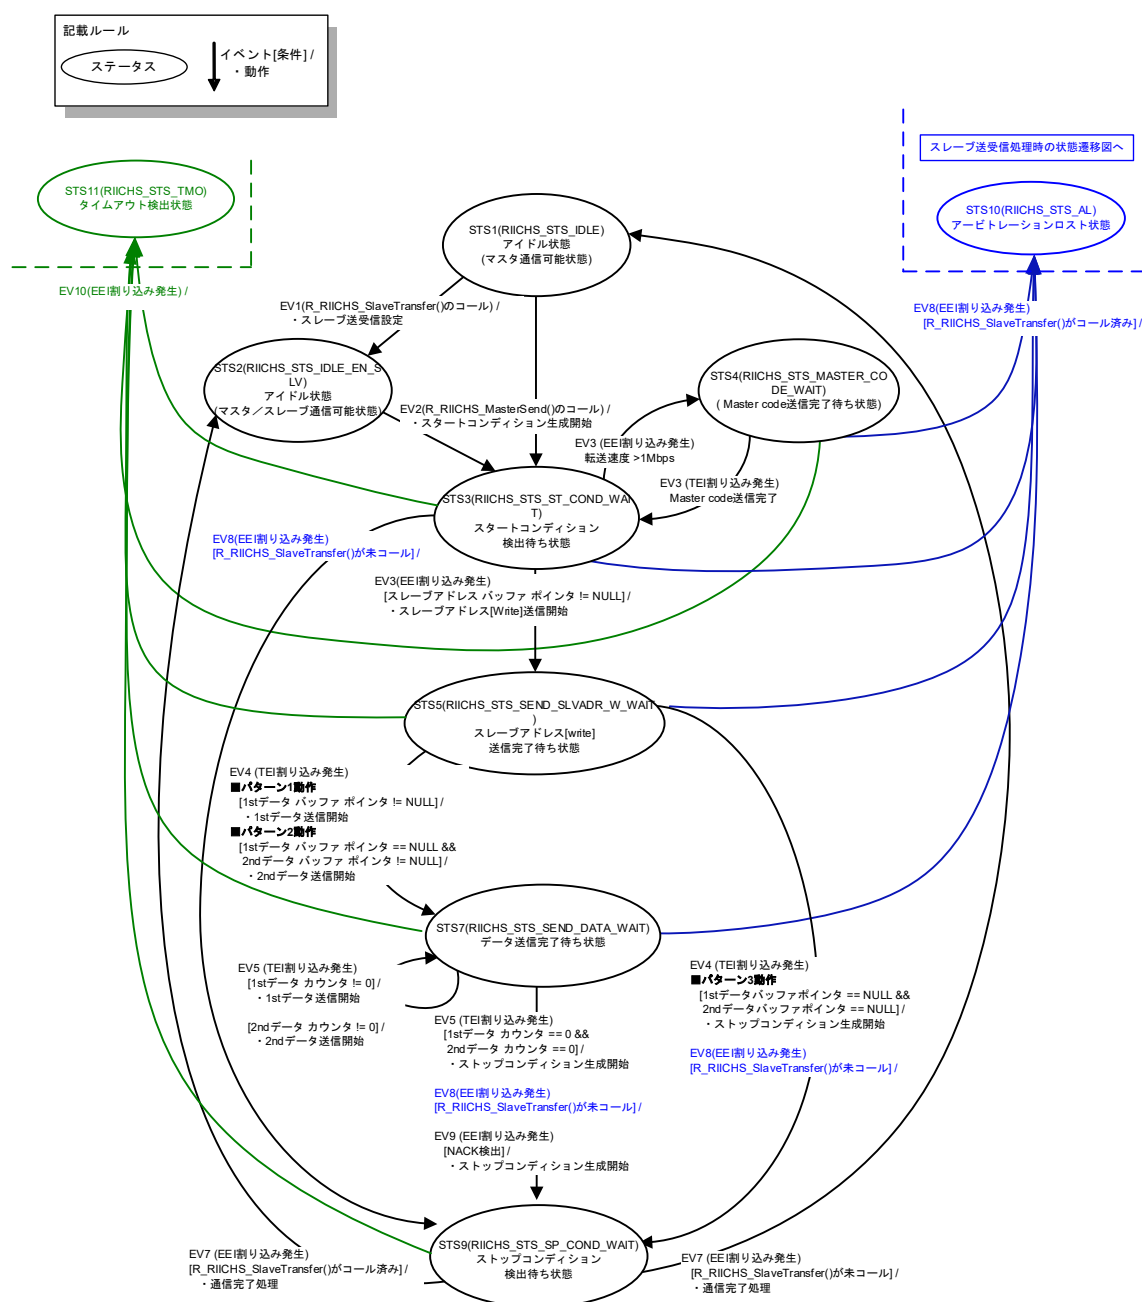 記載ルール
ステータス
イベント[条件] /
・動作
スレーブ送受信処理時の状態遷移図へ
STS11(RIICHS_STS_TMO)
タイムアウト検出状態
STS10(RIICHS_STS_AL)
アービトレーションロスト状態
STS1(RIICHS_STS_IDLE)
アイドル状態
(マスタ通信可能状態)
EV10(EEI割り込み発生) /
EV1(R_RIICHS_SlaveTransfer()のコール) /
・スレーブ送受信設定
EV8(EEI割り込み発生)
[R_RIICHS_SlaveTransfer()がコール済み] /
STS2(RIICHS_STS_IDLE_EN_S
LV)
アイドル状態
(マスタ／スレーブ通信可能状態)
STS4(RIICHS_STS_MASTER_CO
DE_WAIT)
( Master code送信完了待ち状態)
EV2(R_RIICHS_MasterSend()のコール) /
・スタートコンディション生成開始
EV3 (EEI割り込み発生)
転送速度 >1Mbps
EV3 (TEI割り込み発生)
Master code送信完了
STS3(RIICHS_STS_ST_COND_WAI
T)
スタートコンディション
検出待ち状態
EV8(EEI割り込み発生)
[R_RIICHS_SlaveTransfer()が未コール] /
EV3(EEI割り込み発生)
[スレーブアドレス バッファ ポインタ != NULL] /
・スレーブアドレス[Write]送信開始
STS5(RIICHS_STS_SEND_SLVADR_W_WAIT
)
スレーブアドレス[write]
送信完了待ち状態
EV4 (TEI割り込み発生)
■パターン1動作
[1stデータ バッファ ポインタ != NULL] /
・1stデータ送信開始
■パターン2動作
[1stデータ バッファ ポインタ == NULL &&
2ndデータ バッファ ポインタ != NULL] /
・2ndデータ送信開始
STS7(RIICHS_STS_SEND_DATA_WAIT)
データ送信完了待ち状態
EV5 (TEI割り込み発生)
[1stデータ カウンタ != 0] /
・1stデータ送信開始
[2ndデータ カウンタ != 0] /
・2ndデータ送信開始
EV4 (TEI割り込み発生)
■パターン3動作
[1stデータバッファポインタ == NULL &&
2ndデータバッファポインタ == NULL] /
・ストップコンディション生成開始
EV8(EEI割り込み発生)
[R_RIICHS_SlaveTransfer()が未コール] /
EV5 (TEI割り込み発生)
[1stデータ カウンタ == 0 &&
2ndデータ カウンタ == 0] /
・ストップコンディション生成開始
EV8(EEI割り込み発生)
[R_RIICHS_SlaveTransfer()が未コール] /
EV9 (EEI割り込み発生)
[NACK検出] /
・ストップコンディション生成開始
STS9(RIICHS_STS_SP_COND_WAIT)
ストップコンディション
検出待ち状態
EV7 (EEI割り込み発生)
[R_RIICHS_SlaveTransfer()がコール済み] /
・通信完了処理
EV7 (EEI割り込み発生)
[R_RIICHS_SlaveTransfer()が未コール] /
・通信完了処理